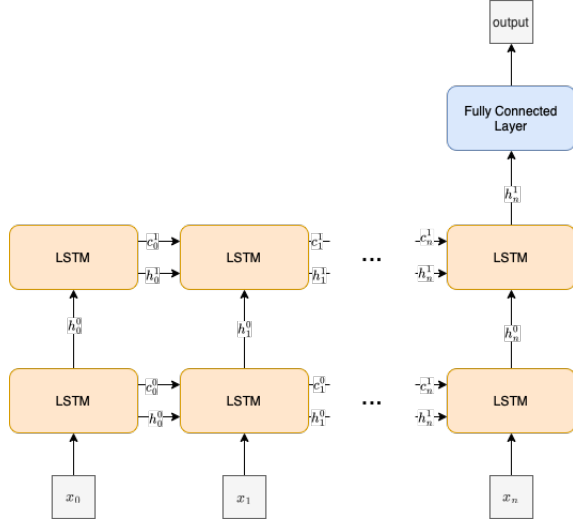 output
Fully Connected
Layer
$h_n^1$
LSTM
$c_0^1$
$h_0^1$
LSTM
$c_1^1$
$h_1^1$
...
$c_n^1$
$h_n^1$
LSTM
$h_0^0$
$h_1^0$
$h_n^0$
LSTM
$c_0^0$
$h_0^0$
LSTM
$c_1^0$
$h_1^0$
...
$c_n^1$
$h_n^1$
LSTM
$x_0$
$x_1$
$x_n$